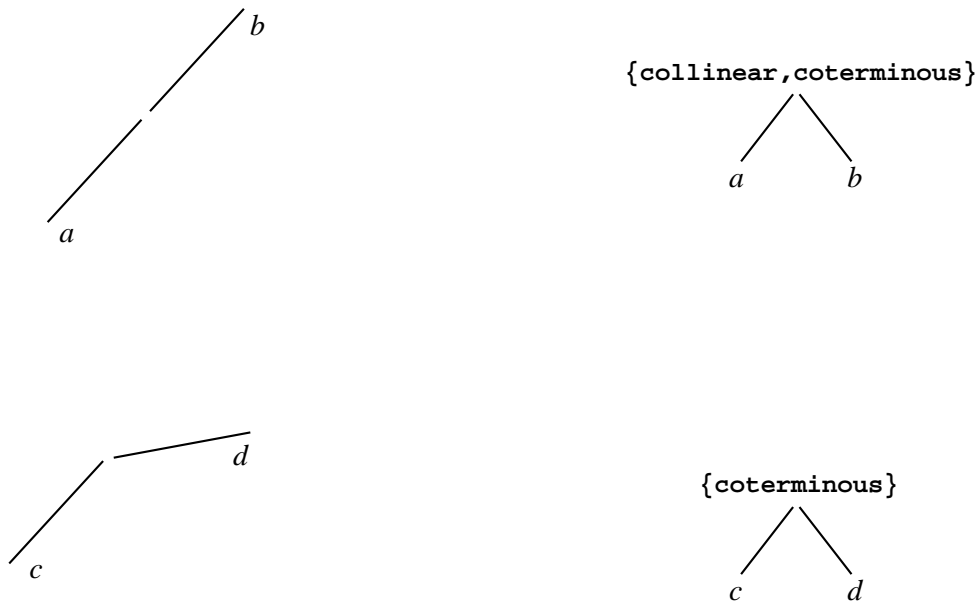 b
{collinear,coterminous}
a b
a
d
{coterminous}
c
c d